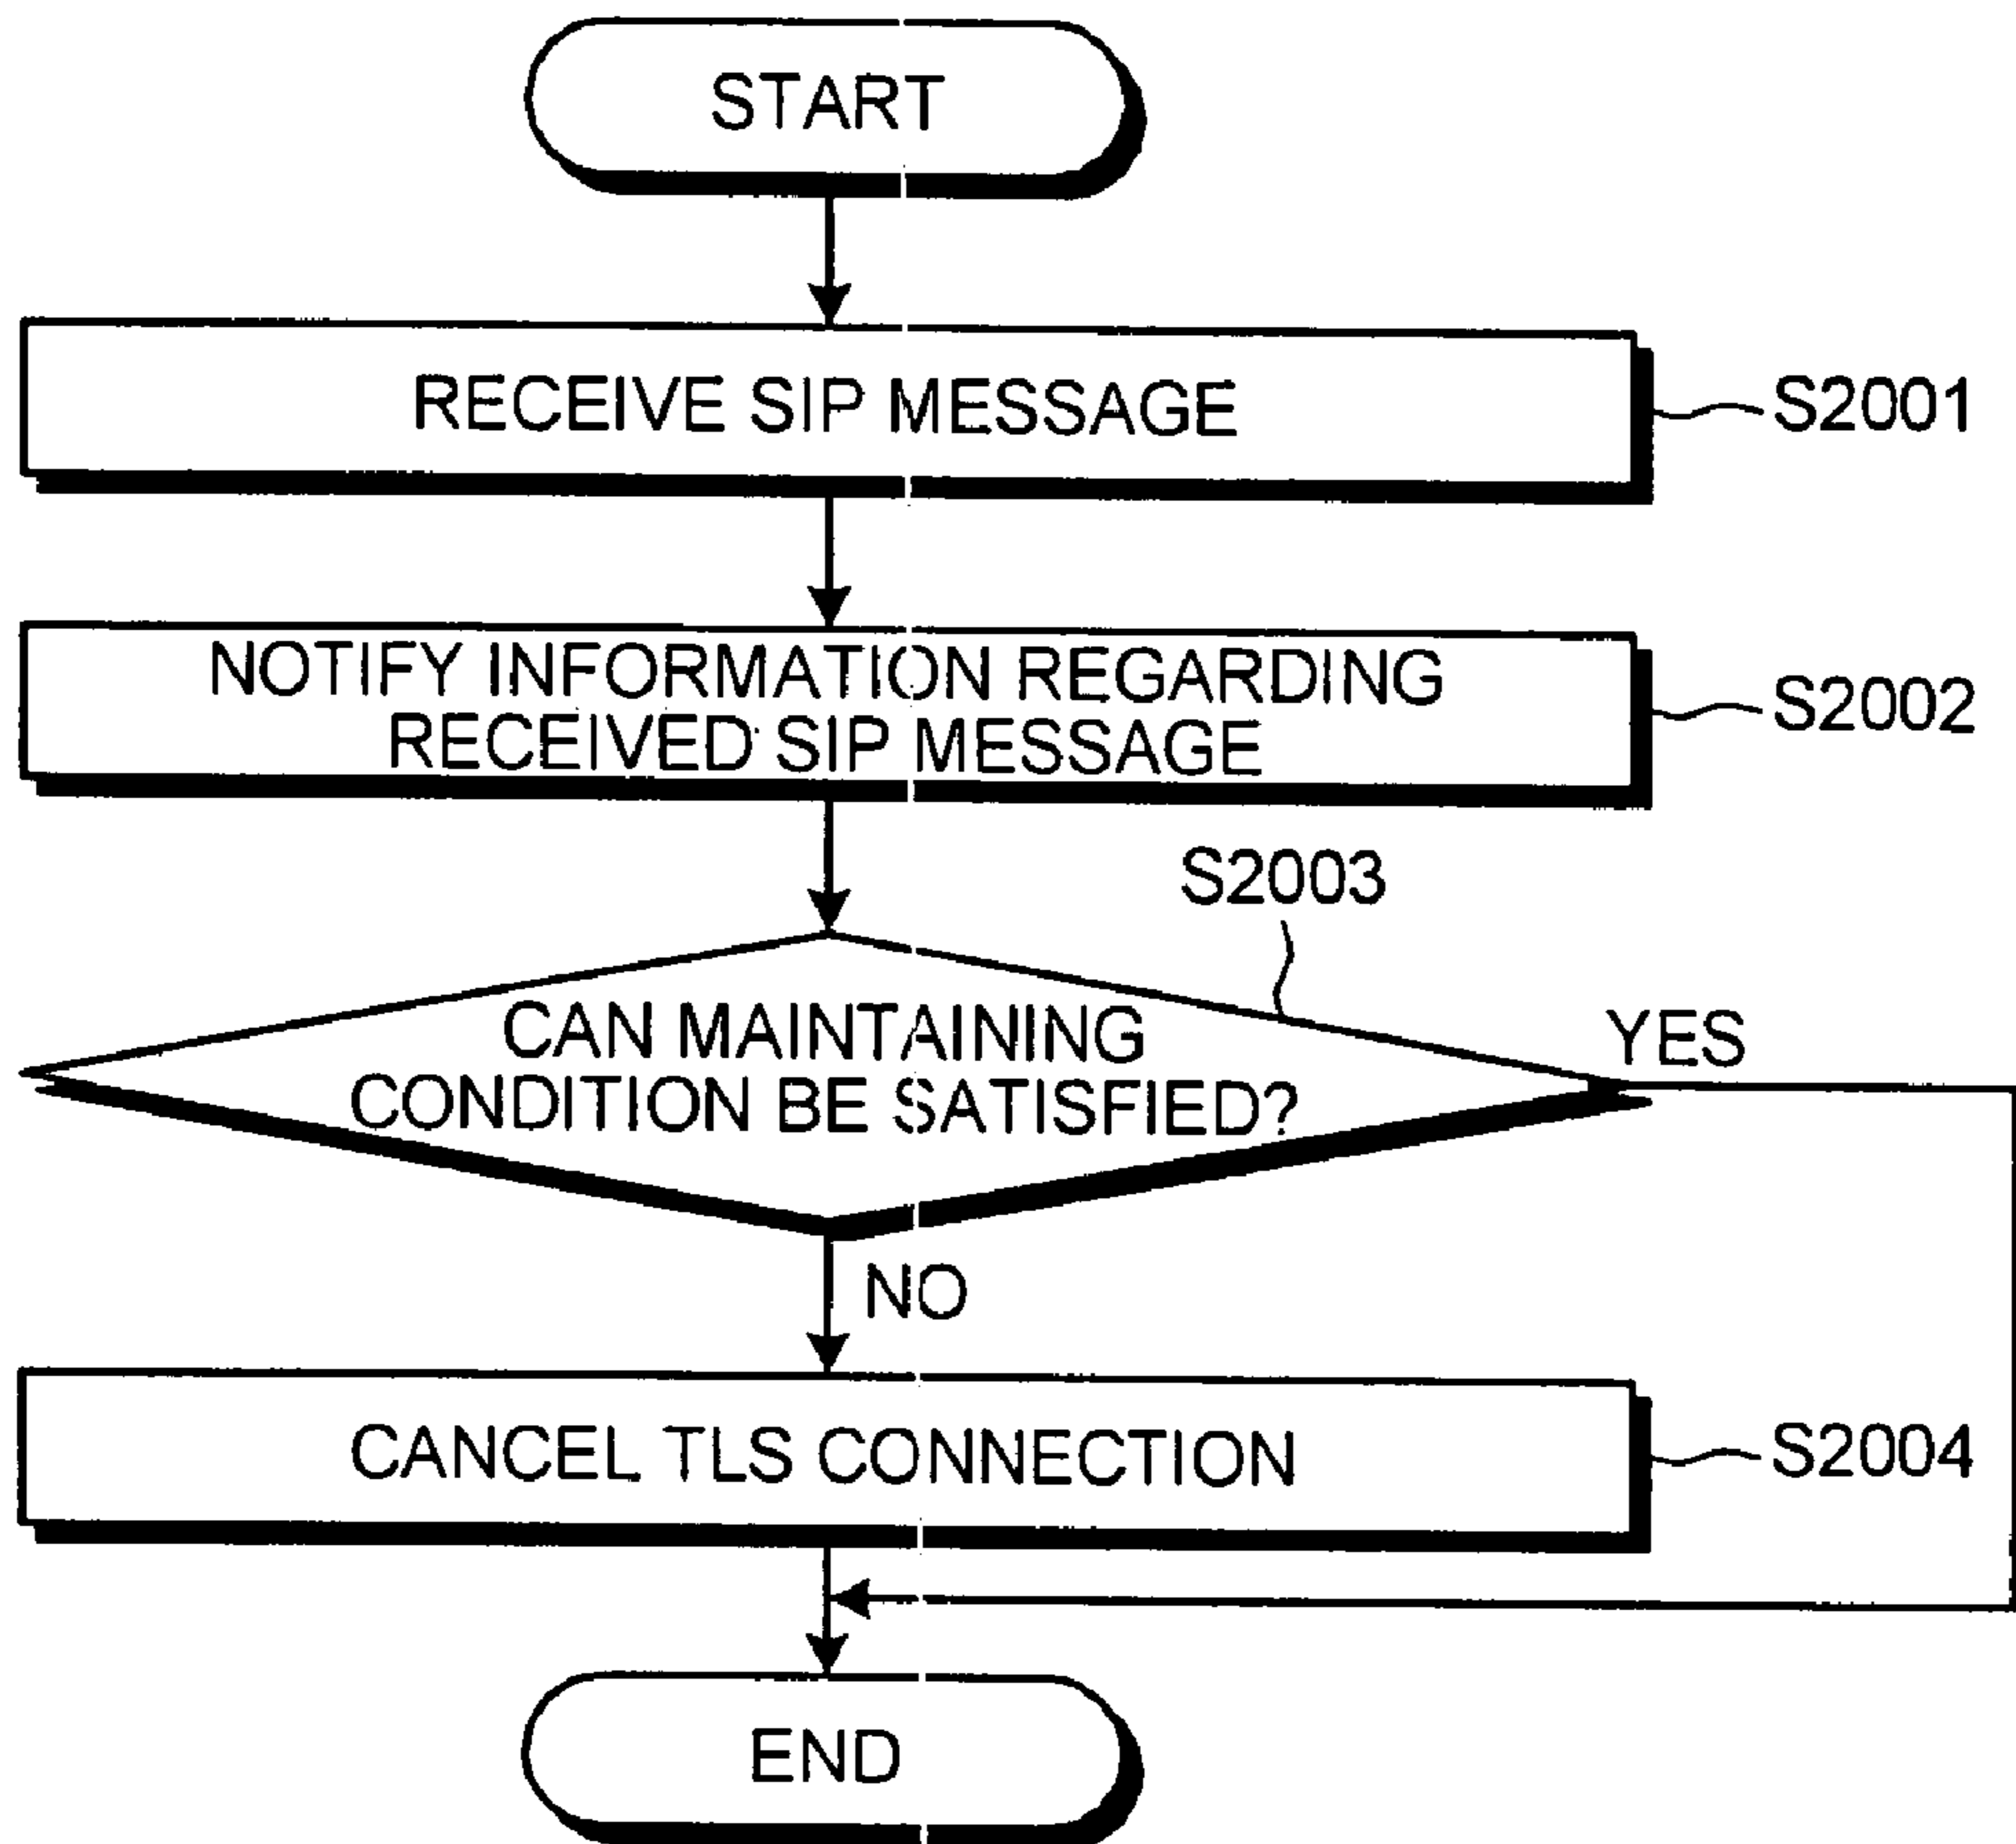 START
RECEIVE SIP MESSAGE
S2001
NOTIFY INFORMATION REGARDING
RECEIVED SIP MESSAGE
S2002
S2003
CAN MAINTAINING
CONDITION BE SATISFIED?
YES
NO
CANCEL TLS CONNECTION
S2004
END